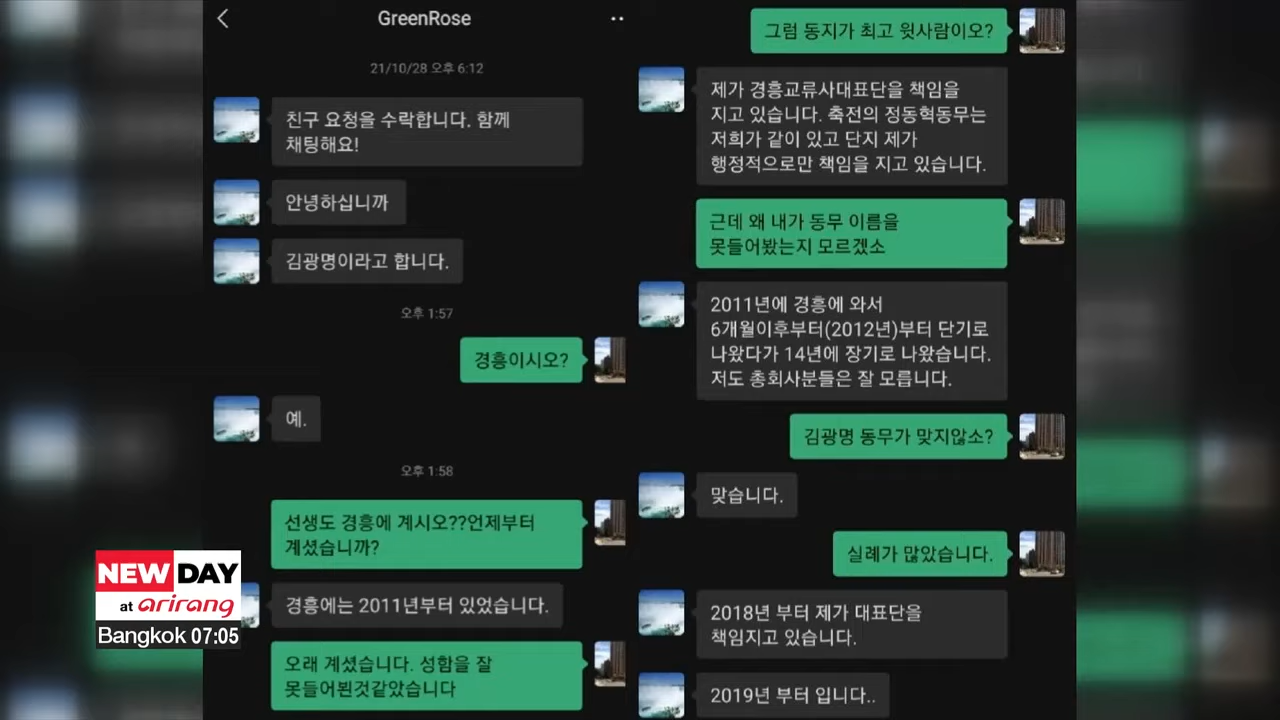 GreenRose
21/10/28 오후 6:12
친구 요청을 수락합니다. 함께
채팅해요!
안녕하십니까
김광명이라고 합니다.
오후 1:57
경흥이시오?
예.
오후 1:58
선생도 경흥에 계시오??언제부터
계셨습니까?
경흥에는 2011년부터 있었습니다.
오래 계셨습니다. 성함을 잘
못들어뵌것같았습니다
그럼 동지가 최고 윗사람이오?
제가 경흥교류사대표단을 책임을
지고 있습니다. 축전의 정동혁동무는
저희가 같이 있고 단지 제가
행정적으로만 책임을 지고 있습니다.
근데 왜 내가 동무 이름을
못들어봤는지 모르겠소
2011년에 경흥에 와서
6개월이후부터(2012년)부터 단기로
나왔다가 14년에 장기로 나왔습니다.
저도 총회사분들은 잘 모릅니다.
김광명 동무가 맞지않소?
맞습니다.
실례가 많았습니다.
2018년 부터 제가 대표단을
책임지고 있습니다.
2019년 부터 입니다..
NEW DAY
at arirang
Bangkok 07:05